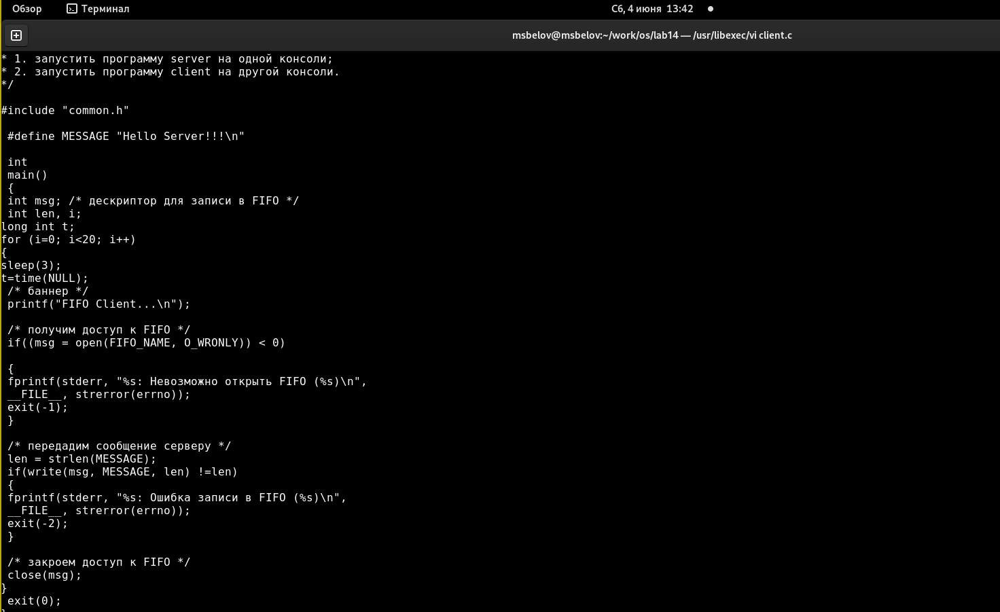 Обзор
Терминал
Сб, 4 июня 13:42
msbelov@msbelov:~/work/os/lab14 — /usr/libexec/vi client.c
* 1. запустить программу server на одной консоли;
* 2. запустить программу client на другой консоли.
*/
#include "common.h"
#define MESSAGE "Hello Server!!!\n"
int
main()
{
int msg; /* дескриптор для записи в FIFO */
int len, i;
long int t;
for (i=0; i<20; i++)
{
sleep(3);
t=time(NULL);
/* баннер */
printf("FIFO Client...\n");
/* получим доступ к FIFO */
if((msg = open(FIFO_NAME, O_WRONLY)) < 0)
{
fprintf(stderr, "%s: Невозможно открыть FIFO (%s)\n",
__FILE__, strerror(errno));
exit(-1);
}
/* передадим сообщение серверу */
len = strlen(MESSAGE);
if(write(msg, MESSAGE, len) !=len)
{
fprintf(stderr, "%s: Ошибка записи в FIFO (%s)\n",
__FILE__, strerror(errno));
exit(-2);
}
/* закроем доступ к FIFO */
close(msg);
}
exit(0);